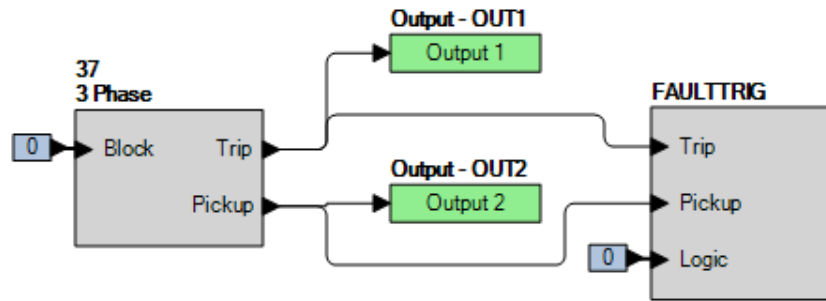 Output - OUT1
Output 1
37
3 Phase
FAULTTRIG
0
Block
Trip
Trip
Output - OUT2
Pickup
Output 2
Pickup
0
Logic